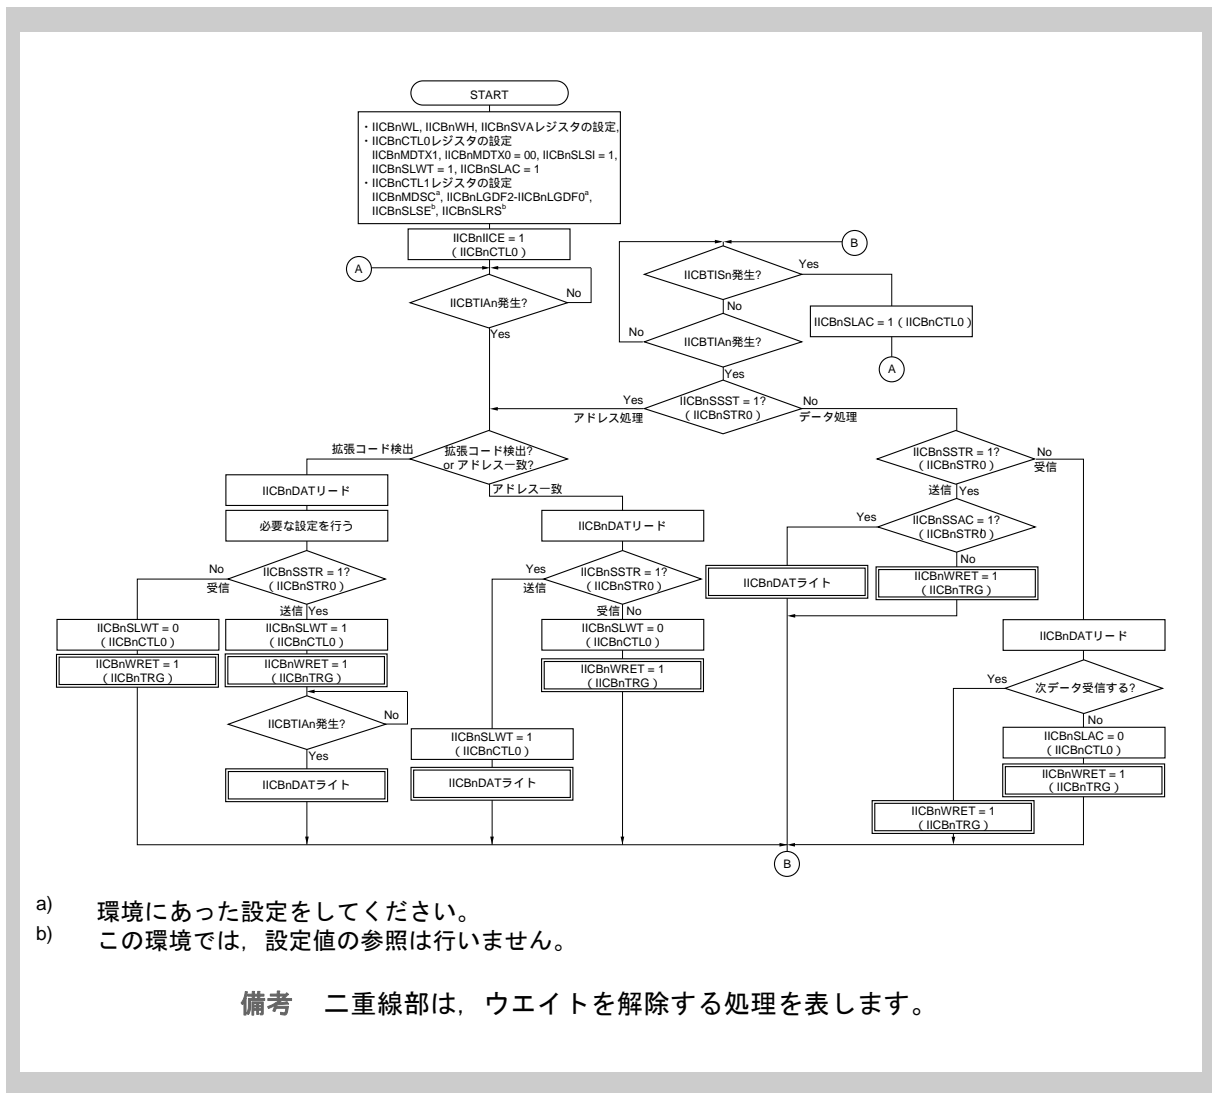 START
・IICBnWL, IICBnWH, IICBnSVAレジスタの設定,
・IICBnCTL0レジスタの設定
IICBnMDTX1, IICBnMDTX0 = 00, IICBnSLSI = 1,
IICBnSLWT = 1, IICBnSLAC = 1
・IICBnCTL1レジスタの設定
IICBnMDSCa, IICBnLGDF2-IICBnLGDF0a,
IICBnSLSEb, IICBnSLRSb
IICBnIICE = 1
( IICBnCTL0 )
A
IICBTIAn発生?
No
Yes
B
IICBTISn発生?
Yes
No
IICBnSLAC = 1 ( IICBnCTL0 )
A
IICBTIAn発生?
No
Yes
IICBnSSST = 1?
( IICBnSTR0 )
Yes
アドレス処理
No
データ処理
拡張コード検出?
or アドレス一致?
拡張コード検出
アドレス一致
IICBnDATリード
必要な設定を行う
IICBnSSTR = 1?
( IICBnSTR0 )
No
受信
送信 Yes
IICBnSLWT = 0
( IICBnCTL0 )
IICBnWRET = 1
( IICBnTRG )
IICBnSLWT = 1
( IICBnCTL0 )
IICBnWRET = 1
( IICBnTRG )
IICBTIAn発生?
No
Yes
IICBnDATライト
IICBnDATリード
IICBnSSTR = 1?
( IICBnSTR0 )
Yes
送信
受信 No
IICBnSLWT = 0
( IICBnCTL0 )
IICBnWRET = 1
( IICBnTRG )
IICBnSLWT = 1
( IICBnCTL0 )
IICBnDATライト
IICBnSSTR = 1?
( IICBnSTR0 )
No
受信
送信 Yes
IICBnSSAC = 1?
( IICBnSTR0 )
Yes
No
IICBnDATライト
IICBnWRET = 1
( IICBnTRG )
IICBnDATリード
次データ受信する?
Yes
No
IICBnSLAC = 0
( IICBnCTL0 )
IICBnWRET = 1
( IICBnTRG )
IICBnWRET = 1
( IICBnTRG )
B
a) 環境にあった設定をしてください。
b) この環境では，設定値の参照は行いません。
備考 二重線部は，ウエイトを解除する処理を表します。